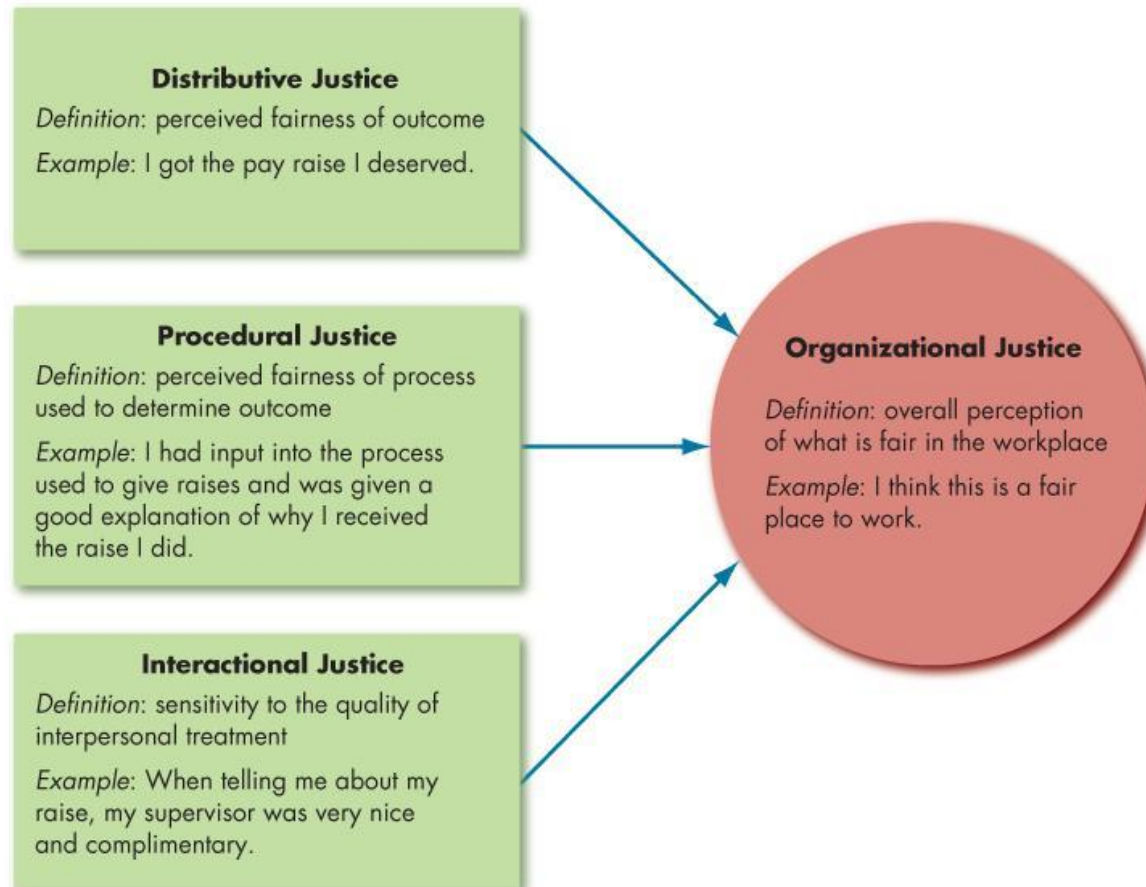 Distributive Justice
Definition: perceived fairness of outcome
Example: I got the pay raise I deserved.
Procedural Justice
Definition: perceived fairness of process
used to determine outcome
Example: I had input into the process
used to give raises and was given a
good explanation of why I received
the raise I did.
Interactional Justice
Definition: sensitivity to the quality of
interpersonal treatment
Example: When telling me about my
raise, my supervisor was very nice
and complimentary.
Organizational Justice
Definition: overall perception
of what is fair in the workplace
Example: I think this is a fair
place to work.